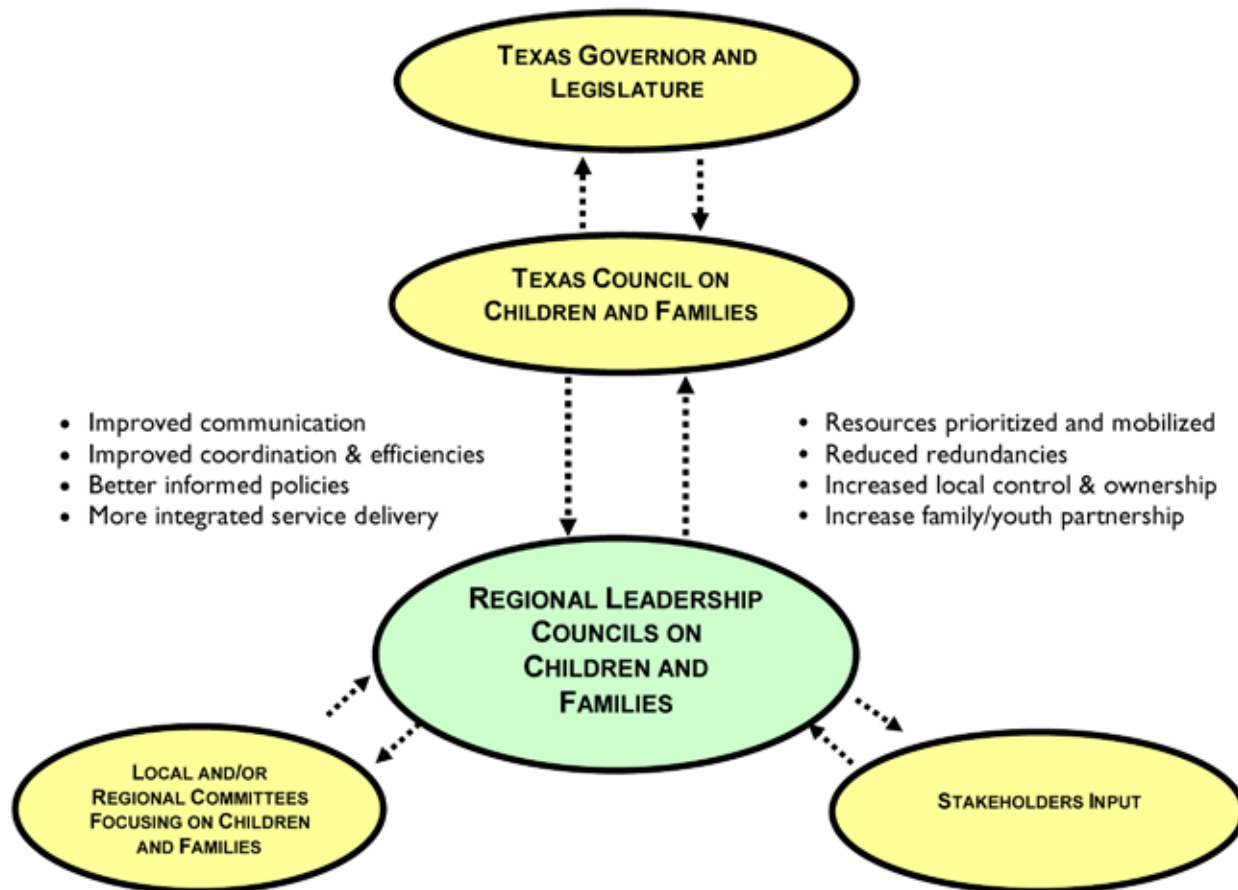 TEXAS GOVERNOR AND
LEGISLATURE
TEXAS COUNCIL ON
CHILDREN AND FAMILIES
• Improved communication
• Improved coordination & efficiencies
• Better informed policies
• More integrated service delivery
• Resources prioritized and mobilized
• Reduced redundancies
• Increased local control & ownership
• Increase family/youth partnership
REGIONAL LEADERSHIP
COUNCILS ON
CHILDREN AND
FAMILIES
LOCAL AND/OR
REGIONAL COMMITTEES
FOCUSING ON CHILDREN
AND FAMILIES
STAKEHOLDERS INPUT